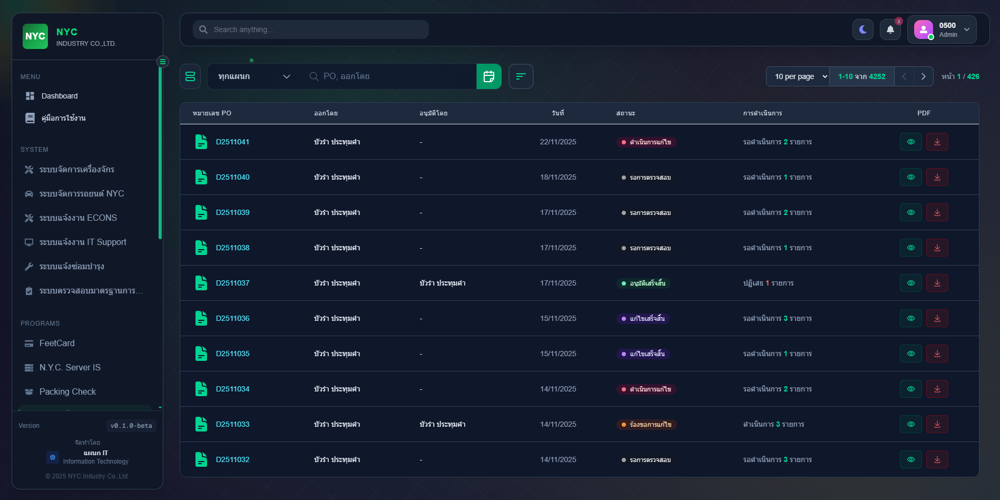 NYC
NYC
INDUSTRY CO.,LTD.
MENU
Dashboard
คู่มือการใช้งาน
SYSTEM
ระบบจัดการเครื่องจักร
ระบบจัดการรถยนต์ NYC
ระบบแจ้งงาน ECONS
ระบบแจ้งงาน IT Support
ระบบแจ้งซ่อมบำรุง
ระบบตรวจสอบมาตรฐานการ...
PROGRAMS
FeetCard
N.Y.C. Server IS
Packing Check
Version v0.1.0-beta
จัดทำโดย
แผนก IT
Information Technology
© 2025 NYC Industry Co.,Ltd.
Search anything...
2
0500
Admin
ทุกแผนก
PO, ออกโดย
10 per page 1-10 จาก 4252 หน้า 1 / 426
หมายเลข PO ออกโดย อนุมัติโดย วันที่ สถานะ การดำเนินการ PDF
D2511041 บัวรำ ประทุมคำ - 22/11/2025 ดำเนินการแก้ไข รอดำเนินการ 2 รายการ
D2511040 บัวรำ ประทุมคำ - 18/11/2025 รอการตรวจสอบ รอดำเนินการ 1 รายการ
D2511039 บัวรำ ประทุมคำ - 17/11/2025 รอการตรวจสอบ รอดำเนินการ 2 รายการ
D2511038 บัวรำ ประทุมคำ - 17/11/2025 รอการตรวจสอบ รอดำเนินการ 1 รายการ
D2511037 บัวรำ ประทุมคำ บัวรำ ประทุมคำ 17/11/2025 อนุมัติเสร็จสิ้น ปฏิเสธ 1 รายการ
D2511036 บัวรำ ประทุมคำ - 15/11/2025 แก้ไขเสร็จสิ้น รอดำเนินการ 3 รายการ
D2511035 บัวรำ ประทุมคำ - 15/11/2025 แก้ไขเสร็จสิ้น รอดำเนินการ 1 รายการ
D2511034 บัวรำ ประทุมคำ - 14/11/2025 ดำเนินการแก้ไข รอดำเนินการ 2 รายการ
D2511033 บัวรำ ประทุมคำ บัวรำ ประทุมคำ 14/11/2025 ร้องขอการแก้ไข ดำเนินการ 3 รายการ
D2511032 บัวรำ ประทุมคำ - 14/11/2025 รอการตรวจสอบ รอดำเนินการ 3 รายการ